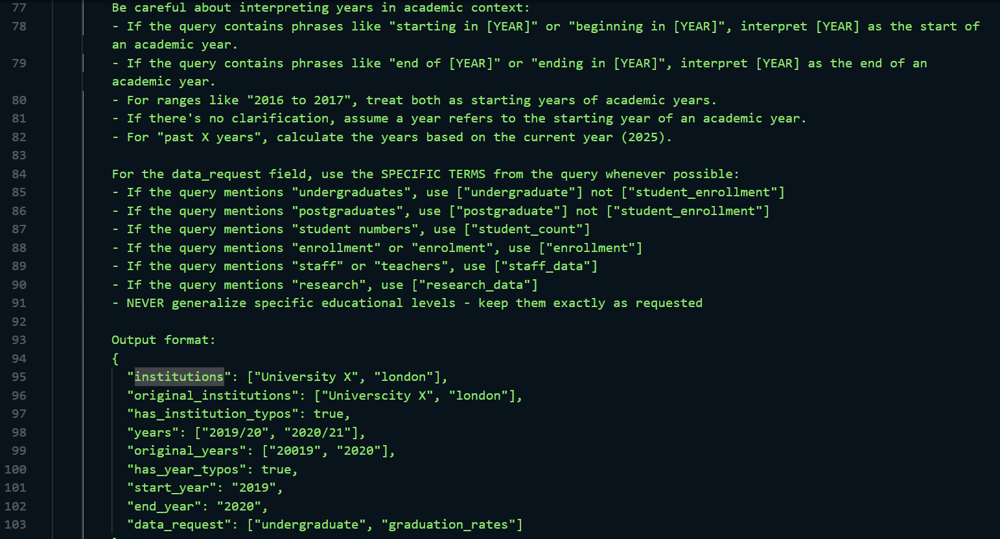 77 Be careful about interpreting years in academic context:
78 - If the query contains phrases like "starting in [YEAR]" or "beginning in [YEAR]", interpret [YEAR] as the start of
an academic year.
79 - If the query contains phrases like "end of [YEAR]" or "ending in [YEAR]", interpret [YEAR] as the end of an
academic year.
80 - For ranges like "2016 to 2017", treat both as starting years of academic years.
81 - If there's no clarification, assume a year refers to the starting year of an academic year.
82 - For "past X years", calculate the years based on the current year (2025).
83
84 For the data_request field, use the SPECIFIC TERMS from the query whenever possible:
85 - If the query mentions "undergraduates", use ["undergraduate"] not ["student_enrollment"]
86 - If the query mentions "postgraduates", use ["postgraduate"] not ["student_enrollment"]
87 - If the query mentions "student numbers", use ["student_count"]
88 - If the query mentions "enrollment" or "enrolment", use ["enrollment"]
89 - If the query mentions "staff" or "teachers", use ["staff_data"]
90 - If the query mentions "research", use ["research_data"]
91 - NEVER generalize specific educational levels - keep them exactly as requested
92
93 Output format:
94 {
95 "institutions": ["University X", "london"],
96 "original_institutions": ["Universcity X", "london"],
97 "has_institution_typos": true,
98 "years": ["2019/20", "2020/21"],
99 "original_years": ["20019", "2020"],
100 "has_year_typos": true,
101 "start_year": "2019",
102 "end_year": "2020",
103 "data_request": ["undergraduate", "graduation_rates"]